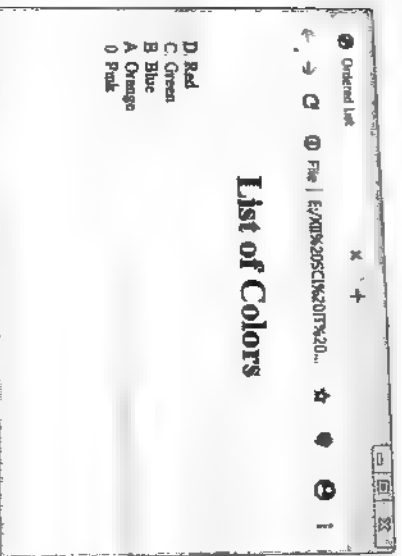 Ordered List
File | E:/XII%20SCI%20IT%20...
List of Colors
D. Red
C. Green
B Blue
A Orange
0 Pink